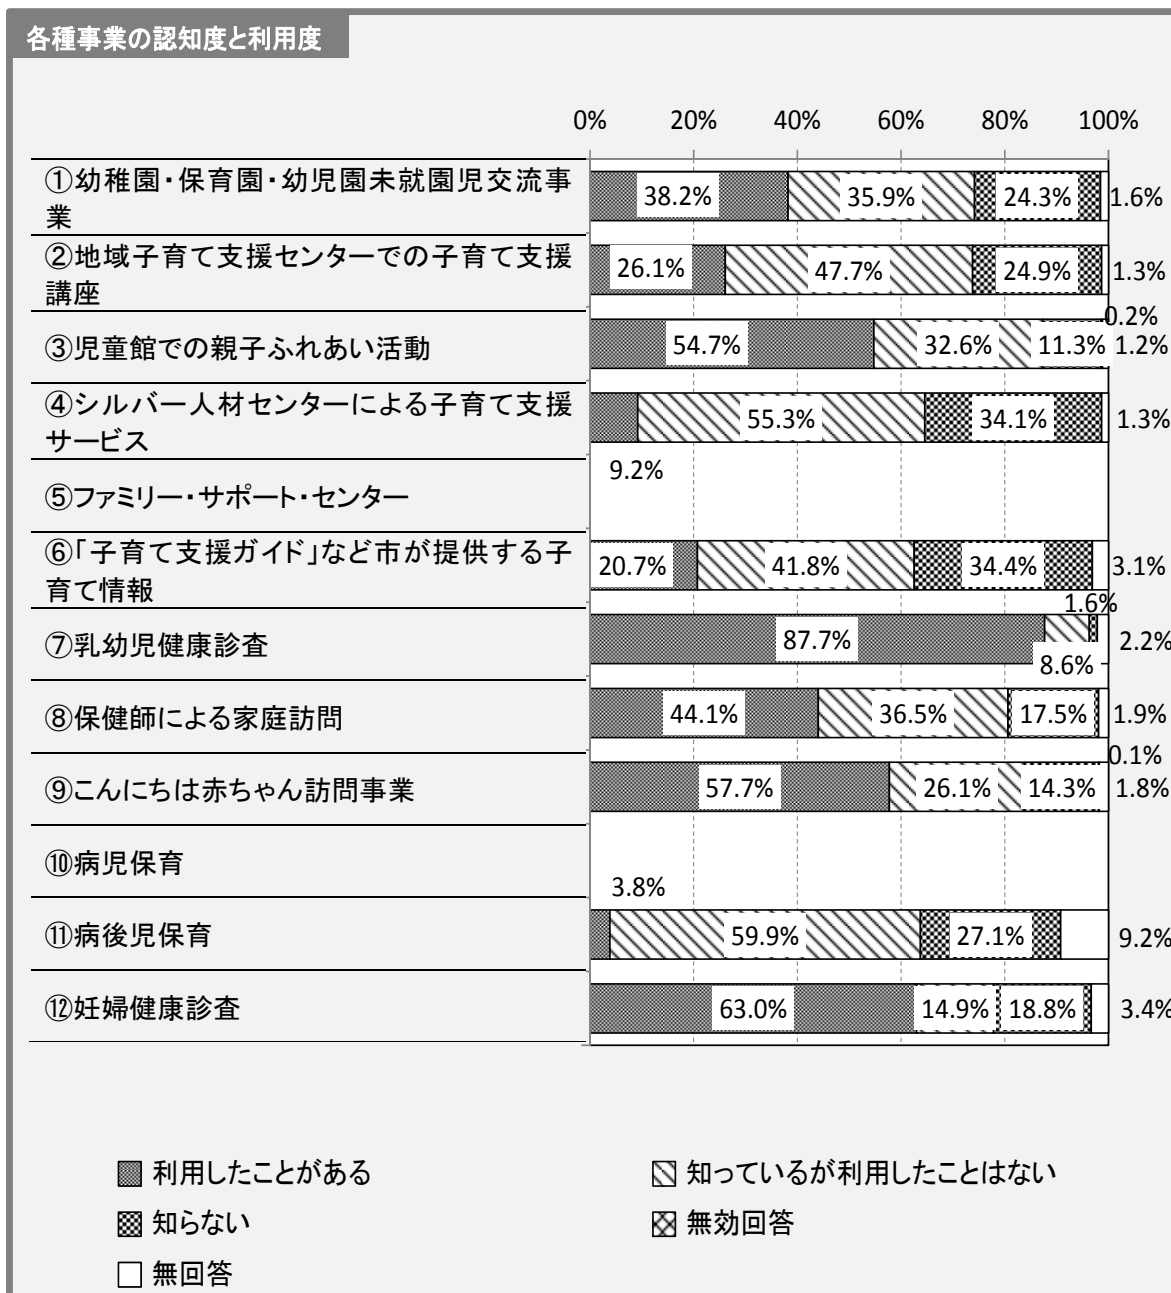 各種事業の認知度と利用度
0% 20% 40% 60% 80% 100%
①幼稚園・保育園・幼児園未就園児交流事
業
38.2% 35.9% 24.3% 1.6%
②地域子育て支援センターでの子育て支援
講座
26.1% 47.7% 24.9% 1.3%
0.2%
③児童館での親子ふれあい活動
54.7% 32.6% 11.3% 1.2%
④シルバー人材センターによる子育て支援
サービス
55.3% 34.1% 1.3%
9.2%
⑤ファミリー・サポート・センター
⑥「子育て支援ガイド」など市が提供する子
育て情報
20.7% 41.8% 34.4% 3.1%
1.6%
⑦乳幼児健康診査
87.7% 2.2%
8.6%
⑧保健師による家庭訪問
44.1% 36.5% 17.5% 1.9%
0.1%
⑨こんにちは赤ちゃん訪問事業
57.7% 26.1% 14.3% 1.8%
⑩病児保育
3.8%
⑪病後児保育
59.9% 27.1% 9.2%
⑫妊婦健康診査
63.0% 14.9% 18.8% 3.4%
利用したことがある
知っているが利用したことはない
知らない
無効回答
無回答